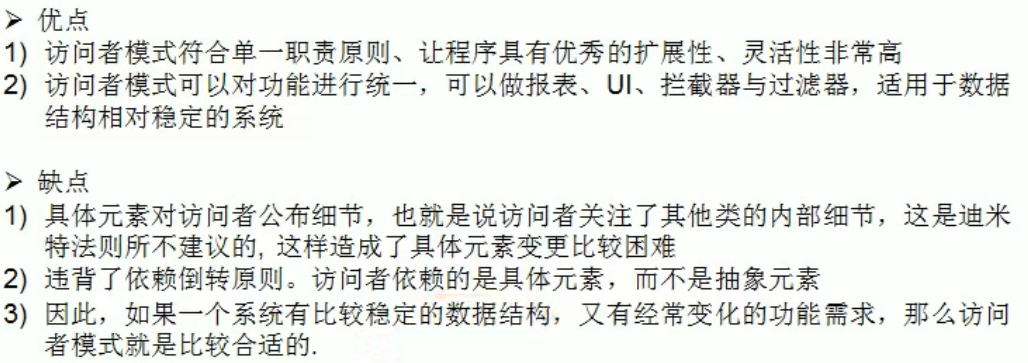 ➢ 优点
1) 访问者模式符合单一职责原则、让程序具有优秀的扩展性、灵活性非常高
2) 访问者模式可以对功能进行统一，可以做报表、UI、拦截器与过滤器，适用于数据
结构相对稳定的系统
➢ 缺点
1) 具体元素对访问者公布细节，也就是说访问者关注了其他类的内部细节，这是迪米
特法则所不建议的, 这样造成了具体元素变更比较困难
2) 违背了依赖倒转原则。访问者依赖的是具体元素，而不是抽象元素
3) 因此，如果一个系统有比较稳定的数据结构，又有经常变化的功能需求，那么访问
者模式就是比较合适的.